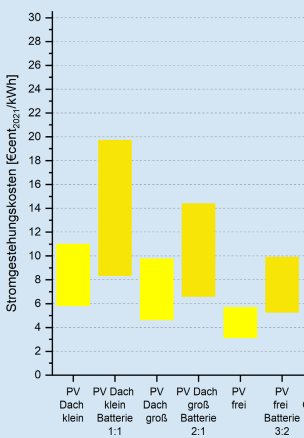 Stromgestehungskosten [€cent2021/kWh]
30
28
26
24
22
20
18
16
14
12
10
8
6
4
2
0
PV
Dach
klein
PV Dach
klein
Batterie
1:1
PV
Dach
groß
PV Dach
groß
Batterie
2:1
PV
frei
PV
frei
Batterie
3:2